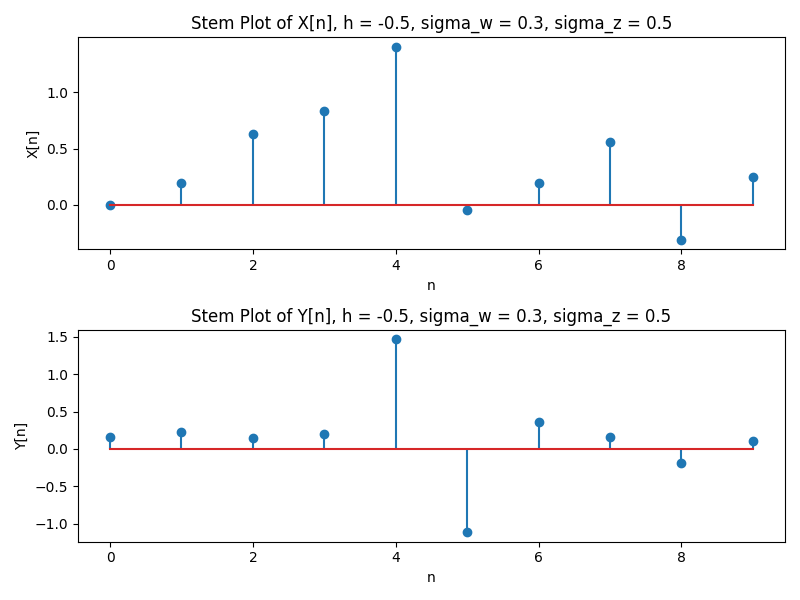 Stem Plot of X[n], h = -0.5, sigma_w = 0.3, sigma_z = 0.5
1.0
0.5
0.0
X[n]
0 2 4 6 8
n
Stem Plot of Y[n], h = -0.5, sigma_w = 0.3, sigma_z = 0.5
1.5
1.0
0.5
0.0
−0.5
−1.0
Y[n]
0 2 4 6 8
n